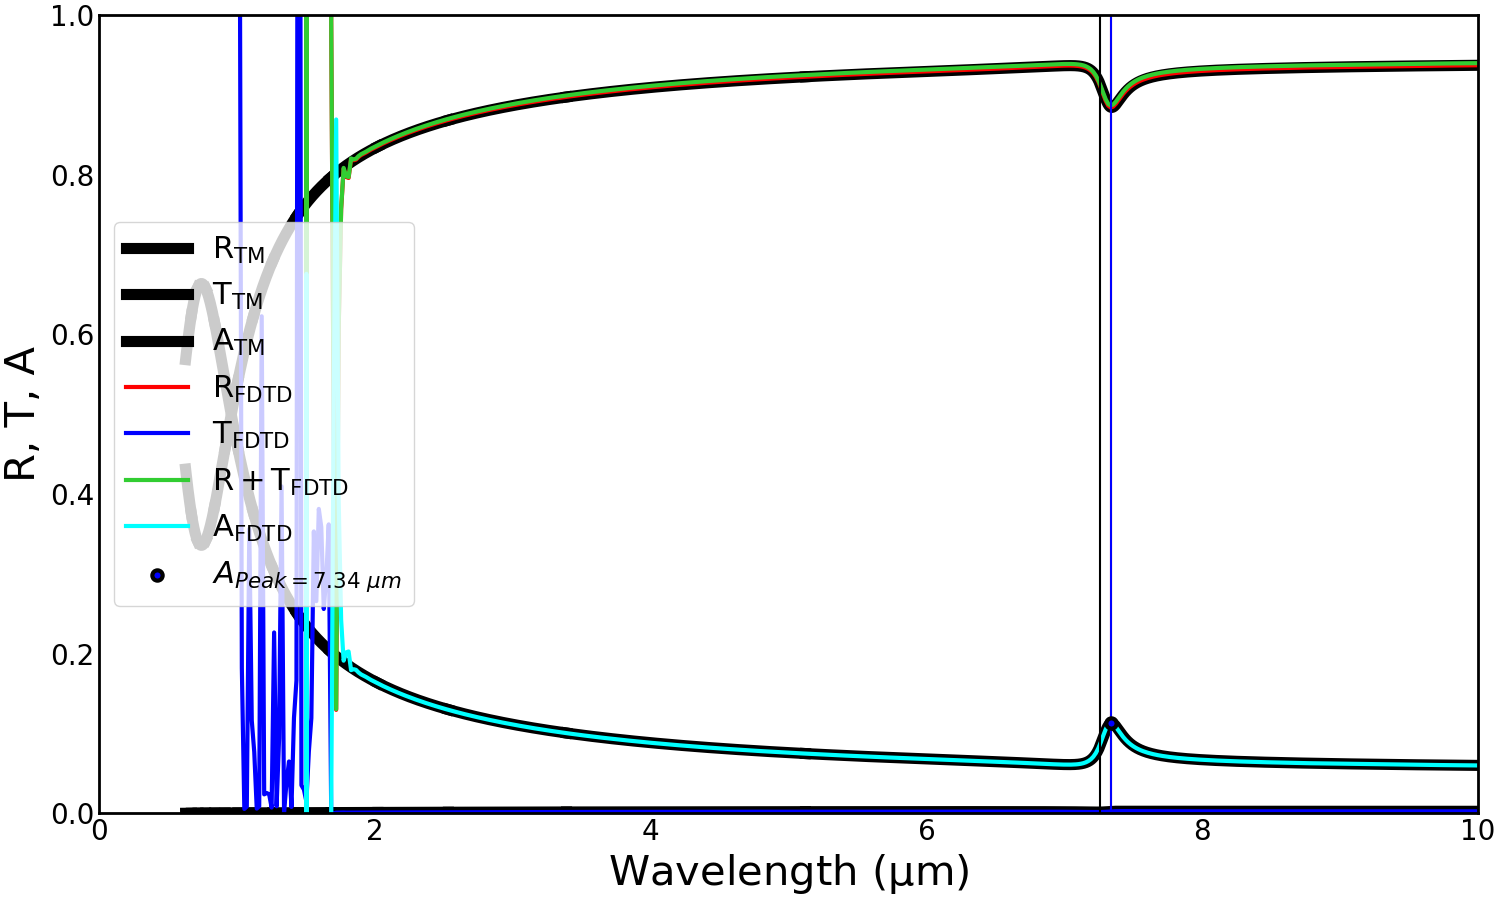 1.0
0.8
0.6
0.4
0.2
0.0
R, T, A
R_TM
T_TM
A_TM
R_FDTD
T_FDTD
R + T_FDTD
A_FDTD
A_Peak = 7.34 μm
0 2 4 6 8 10
Wavelength (μm)